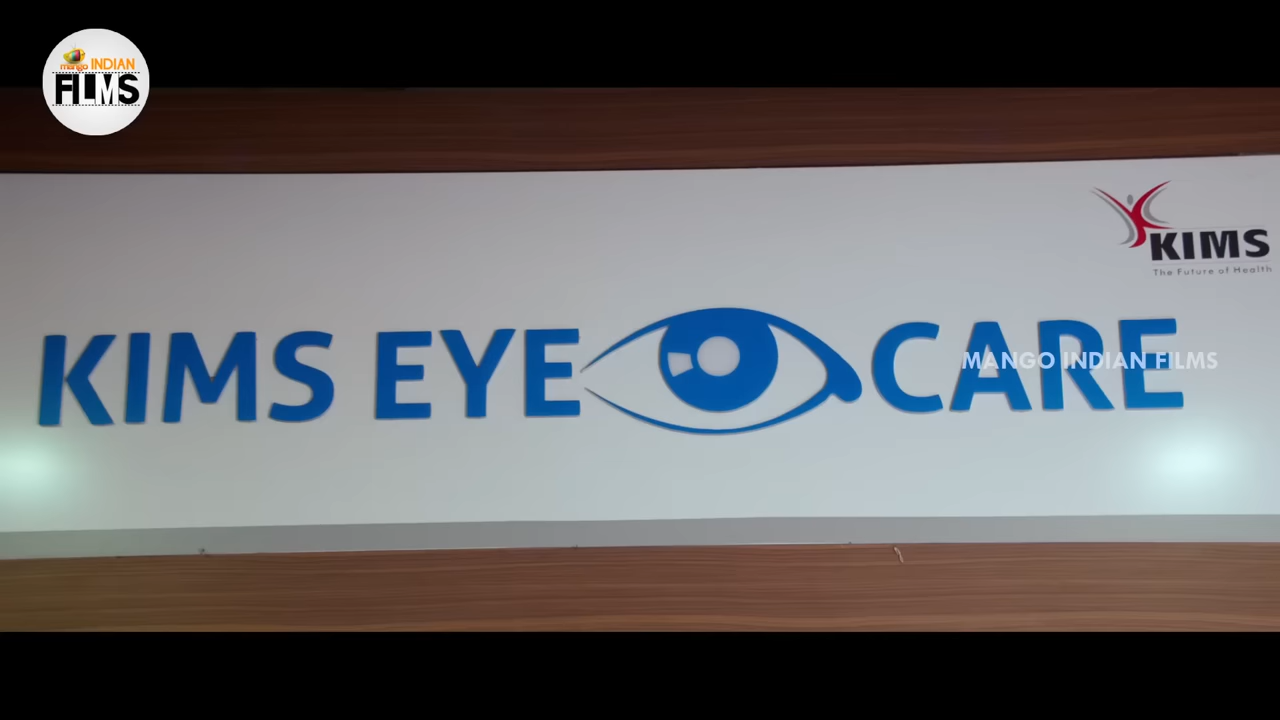 mango INDIAN
FILMS
KIMS
The Future of Health
KIMS EYE CARE
MANGO INDIAN FILMS